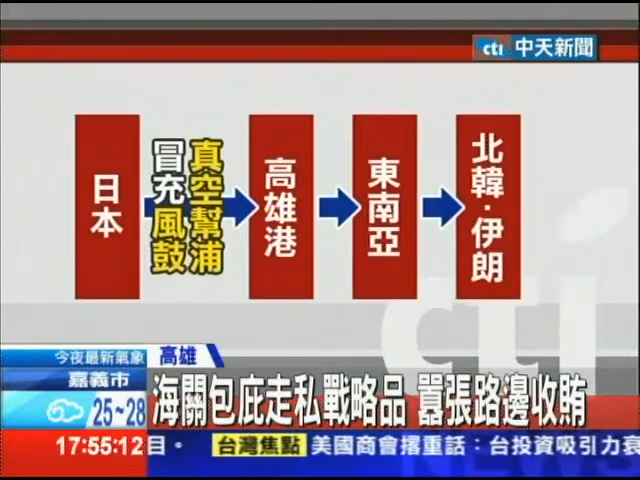 cti 中天新聞
日本
真空幫浦
冒充風鼓
高雄港
東南亞
北韓·伊朗
cti
今夜最新氣象
高雄
嘉義市
25~28
海關包庇走私戰略品 囂張路邊收賄
17:55:12
目。 台灣焦點 美國商會撂重話：台投資吸引力衰
NEWS